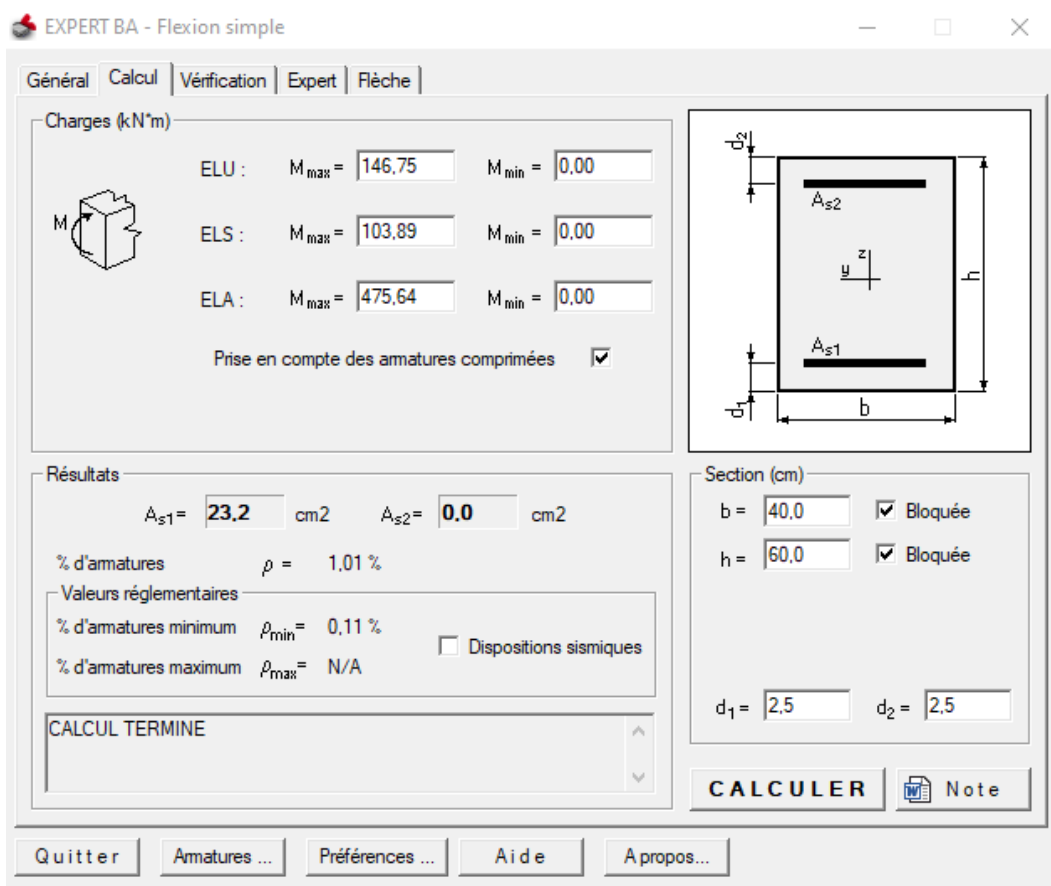 EXPERT BA - Flexion simple
Général Calcul Vérification Expert Flèche
Charges (kN*m)
ELU : M max = 146,75 M min = 0,00
ELS : M max = 103,89 M min = 0,00
ELA : M max = 475,64 M min = 0,00
M
Prise en compte des armatures comprimées
d2
As2
z
y
h
As1
d1
b
Résultats
As1= 23,2 cm2 As2= 0,0 cm2
% d'armatures ρ = 1,01 %
Valeurs réglementaires
% d'armatures minimum ρmin= 0,11 %
Dispositions sismiques
% d'armatures maximum ρmax= N/A
CALCUL TERMINE
Section (cm)
b = 40,0 Bloquée
h = 60,0 Bloquée
d1 = 2,5 d2 = 2,5
CALCULER Note
Quitter Armatures ... Préférences ... Aide A propos...